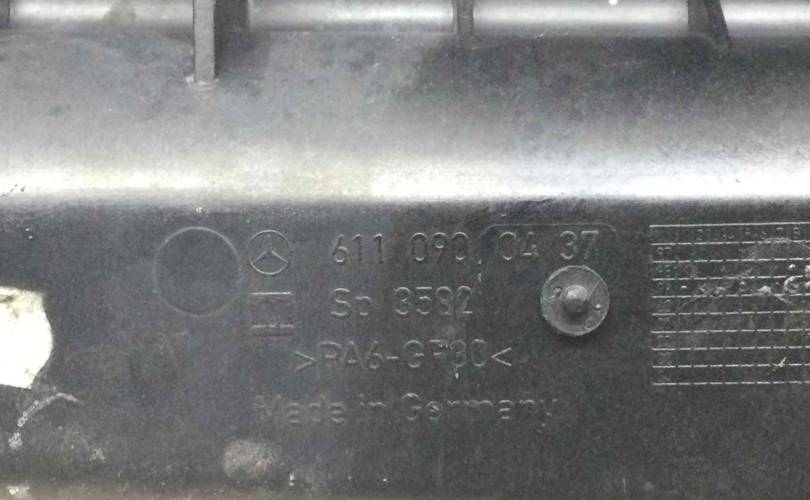 611 090 04 37
Sp 3582
>PA6-GF30<
Made in Germany